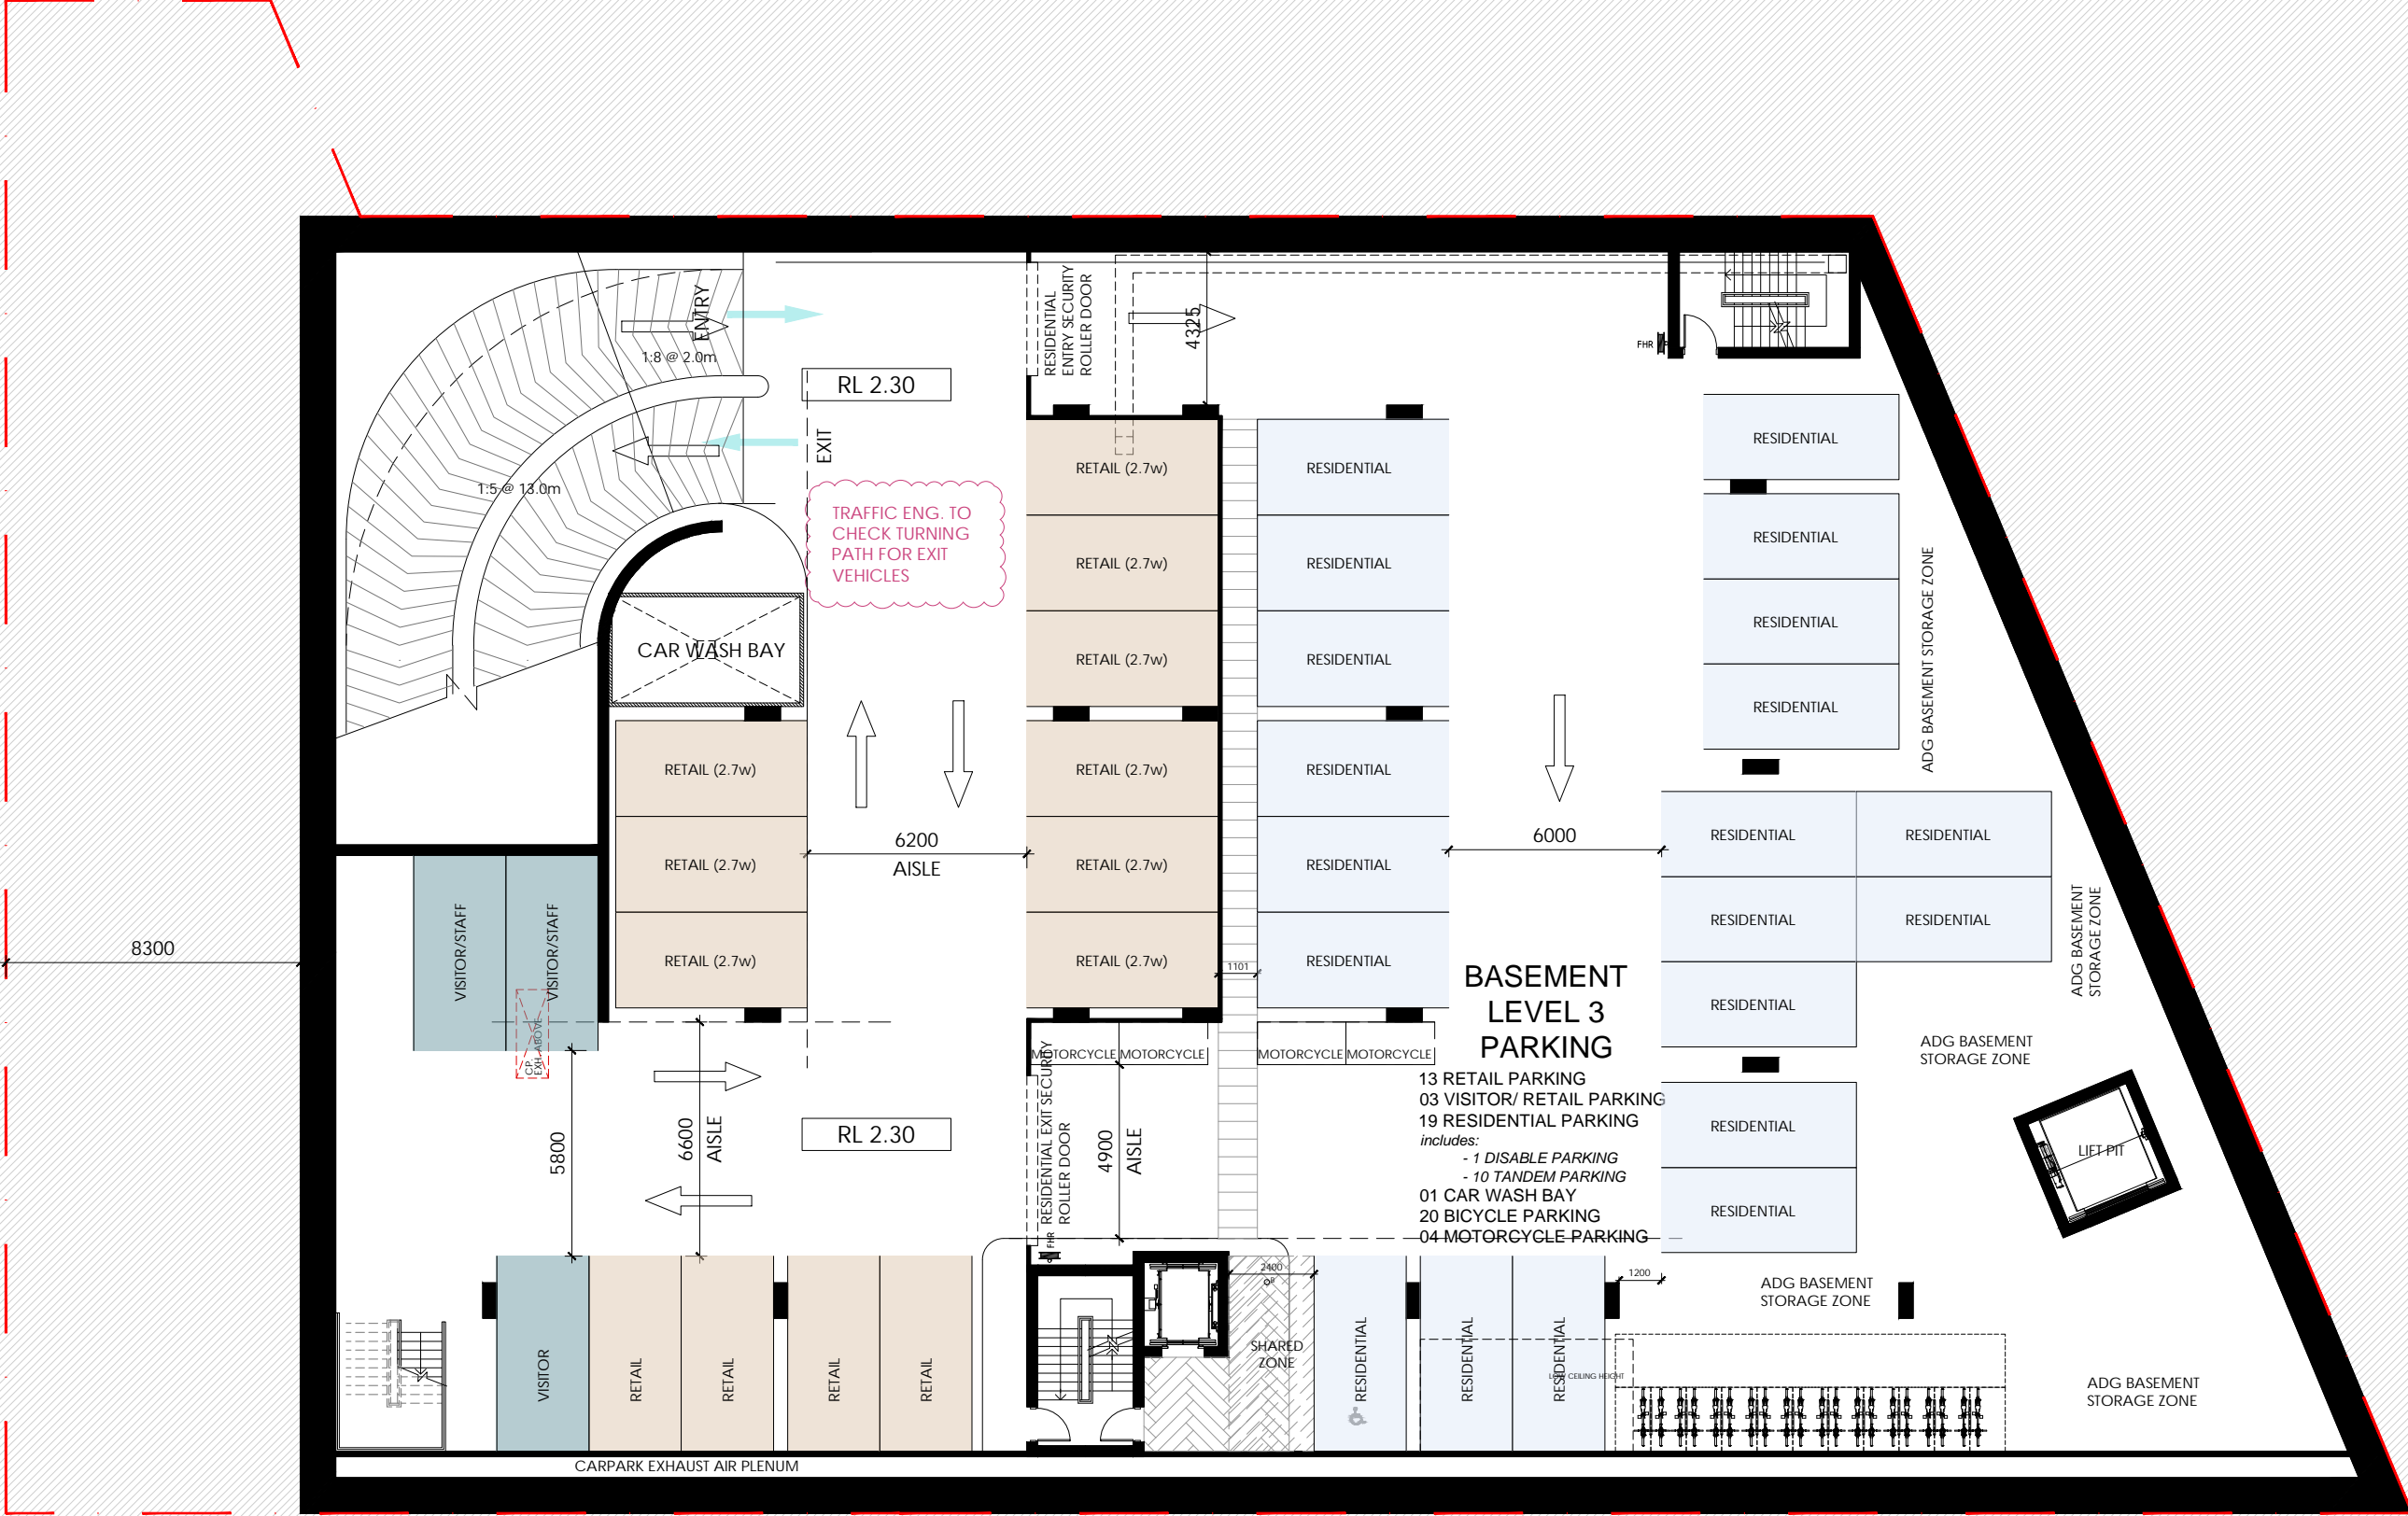 RESIDENTIAL
ENTRY SECURITY
ROLLER DOOR
ENTRY
4325
1:8 @ 2.0m
FHR
RL 2.30
EXIT
RESIDENTIAL
RETAIL (2.7w)
RESIDENTIAL
1:5 @ 13.0m
TRAFFIC ENG. TO
CHECK TURNING
PATH FOR EXIT
VEHICLES
RETAIL (2.7w)
RESIDENTIAL
RESIDENTIAL
CAR WASH BAY
RETAIL (2.7w)
RESIDENTIAL
RESIDENTIAL
ADG BASEMENT STORAGE ZONE
RESIDENTIAL
RETAIL (2.7w)
RETAIL (2.7w)
RESIDENTIAL
6200
AISLE
6000
RESIDENTIAL
RESIDENTIAL
RETAIL (2.7w)
RETAIL (2.7w)
RESIDENTIAL
RESIDENTIAL
RESIDENTIAL
ADG BASEMENT
STORAGE ZONE
8300
VISITOR/STAFF
VISITOR/STAFF
RETAIL (2.7w)
RETAIL (2.7w)
1101
RESIDENTIAL
RESIDENTIAL
C.P.
EXH. ABOVE
BASEMENT
LEVEL 3
PARKING
13 RETAIL PARKING
03 VISITOR/ RETAIL PARKING
19 RESIDENTIAL PARKING
includes:
- 1 DISABLE PARKING
- 10 TANDEM PARKING
01 CAR WASH BAY
20 BICYCLE PARKING
04 MOTORCYCLE PARKING
MOTORCYCLE
MOTORCYCLE
MOTORCYCLE
MOTORCYCLE
ADG BASEMENT
STORAGE ZONE
5800
6600
AISLE
RL 2.30
RESIDENTIAL EXIT SECURITY
ROLLER DOOR
FHR
4900
AISLE
RESIDENTIAL
LIFT PIT
RESIDENTIAL
2400
1200
ADG BASEMENT
STORAGE ZONE
VISITOR
RETAIL
RETAIL
RETAIL
RETAIL
SHARED
ZONE
RESIDENTIAL
RESIDENTIAL
RESIDENTIAL
LOW CEILING HEIGHT
ADG BASEMENT
STORAGE ZONE
CARPARK EXHAUST AIR PLENUM